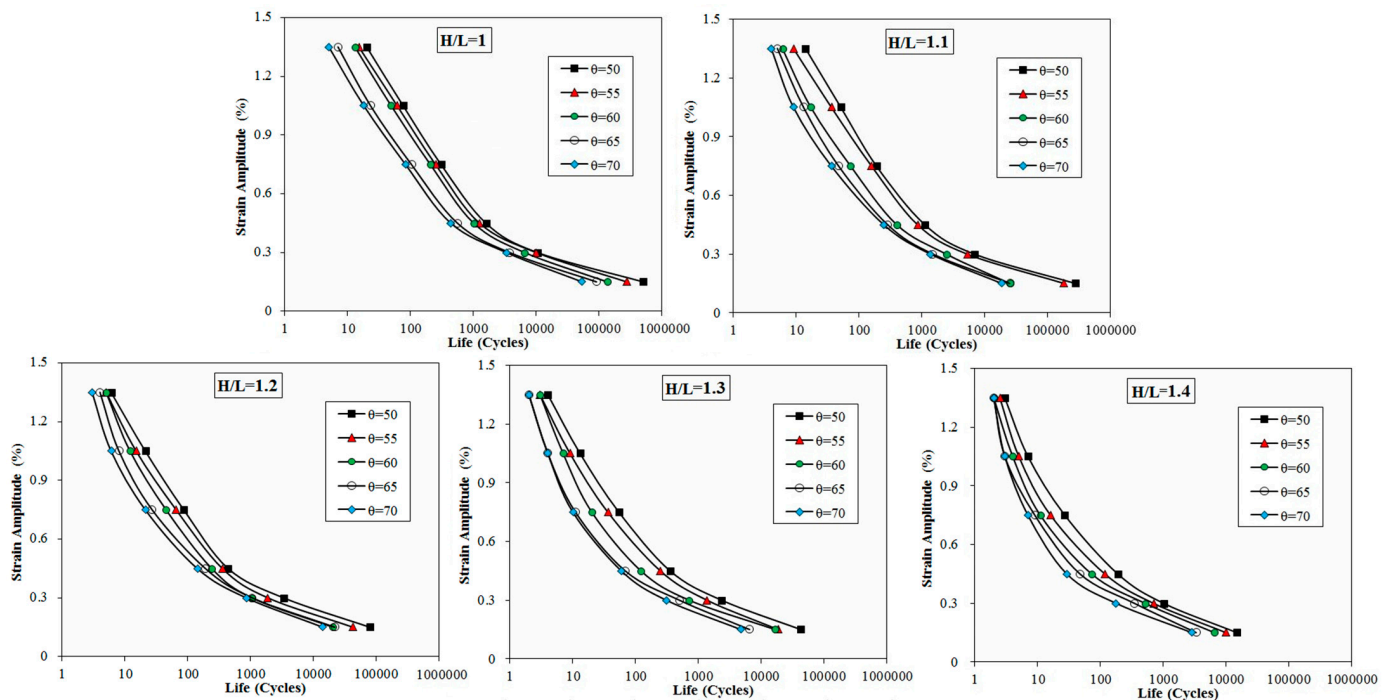 H/L=1
Strain Amplitude (%)
1.5
1.2
0.9
0.6
0.3
0
θ=50
θ=55
θ=60
θ=65
θ=70
1 10 100 1000 10000 100000 1000000
Life (Cycles)
H/L=1.1
Strain Amplitude (%)
1.5
1.2
0.9
0.6
0.3
0
θ=50
θ=55
θ=60
θ=65
θ=70
1 10 100 1000 10000 100000 1000000
Life (Cycles)
H/L=1.2
Strain Amplitude (%)
1.5
1.2
0.9
0.6
0.3
0
θ=50
θ=55
θ=60
θ=65
θ=70
1 10 100 1000 10000 100000 1000000
Life (Cycles)
H/L=1.3
Strain Amplitude (%)
1.5
1.2
0.9
0.6
0.3
0
θ=50
θ=55
θ=60
θ=65
θ=70
1 10 100 1000 10000 100000 1000000
Life (Cycles)
H/L=1.4
Strain Amplitude (%)
1.5
1.2
0.9
0.6
0.3
0
θ=50
θ=55
θ=60
θ=65
θ=70
1 10 100 1000 10000 100000 1000000
Life (Cycles)